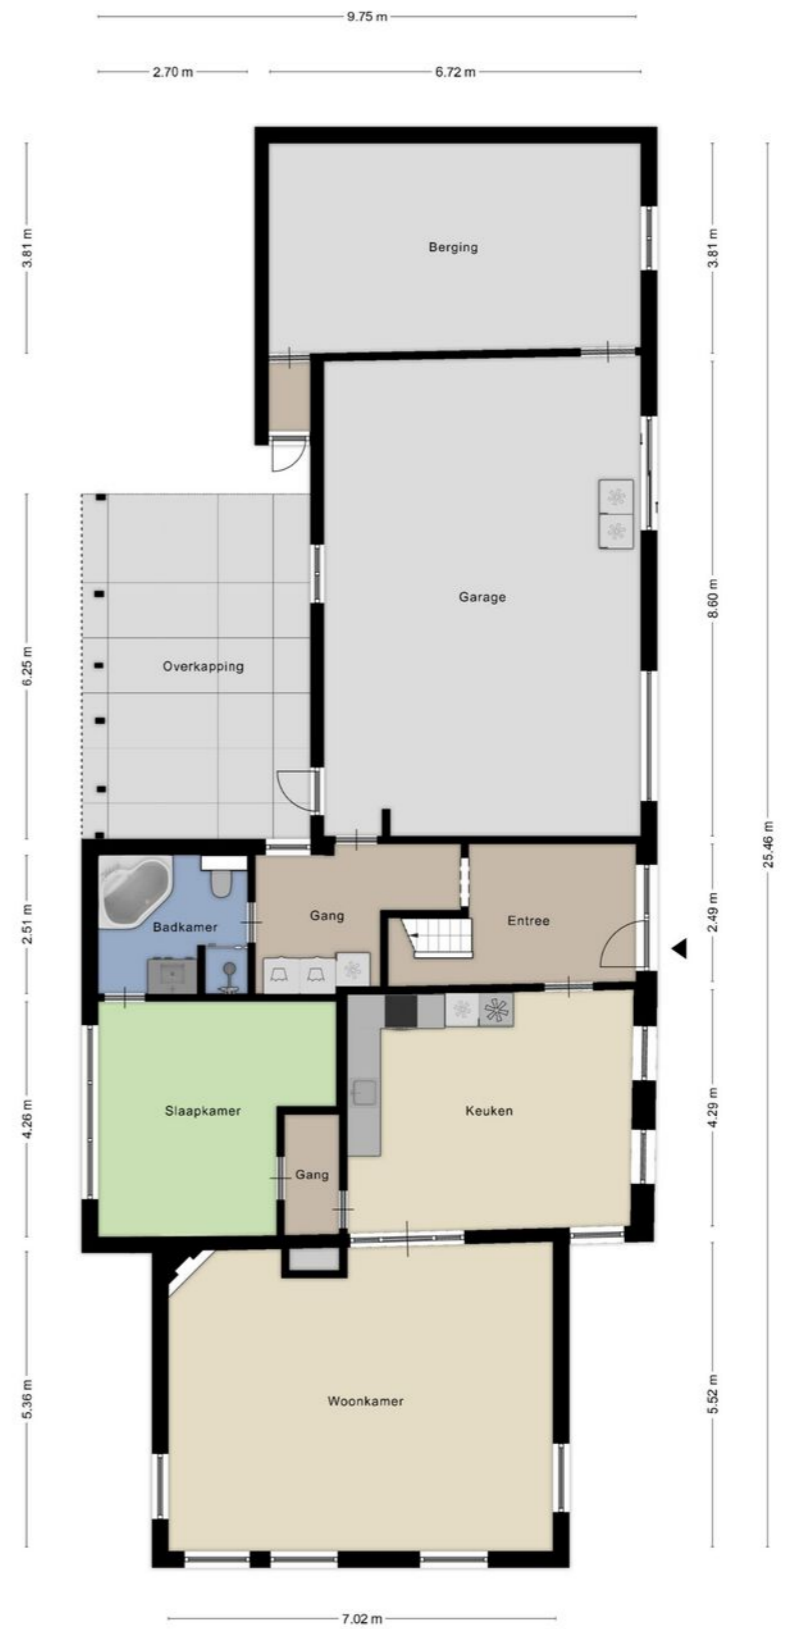 9.75 m
2.70 m
6.72 m
3.81 m
Berging
3.81 m
Garage
8.60 m
6.25 m
Overkapping
25.46 m
2.51 m
Badkamer
Gang
Entree
2.49 m
4.26 m
Slaapkamer
Keuken
4.29 m
Gang
5.36 m
Woonkamer
5.52 m
7.02 m